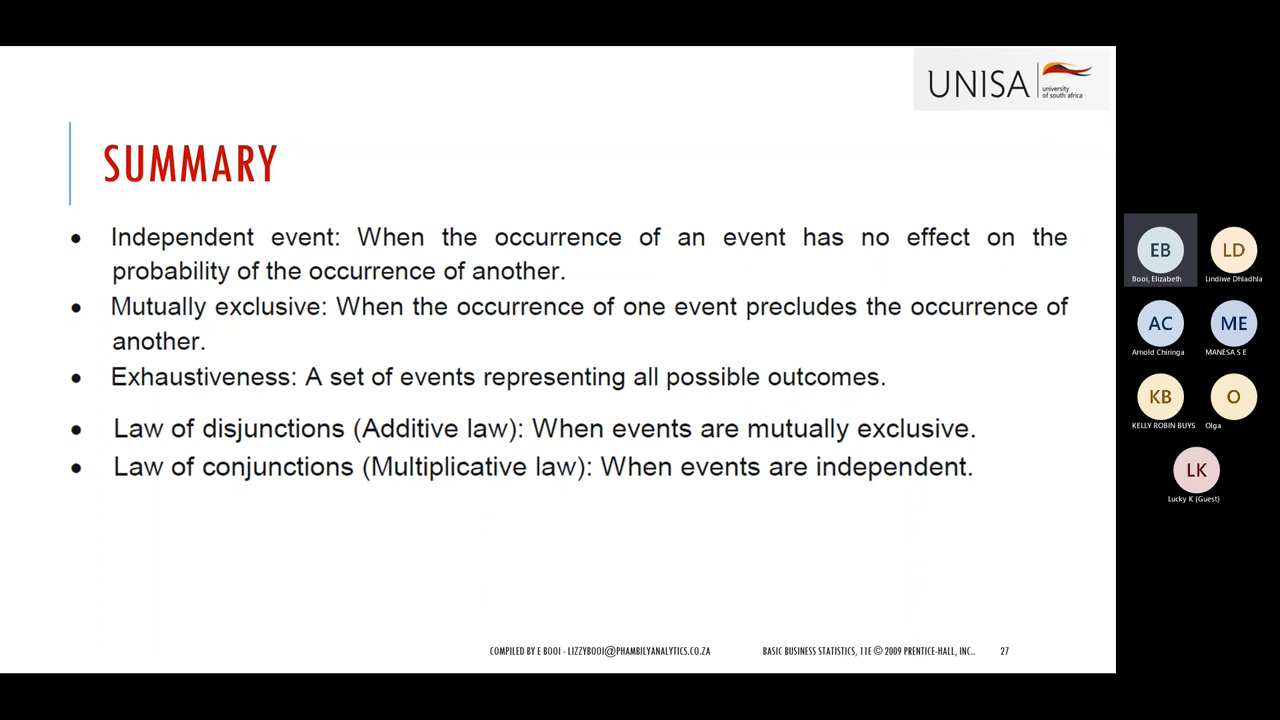 UNISA
university
of south africa
SUMMARY
• Independent event: When the occurrence of an event has no effect on the
probability of the occurrence of another.
• Mutually exclusive: When the occurrence of one event precludes the occurrence of
another.
• Exhaustiveness: A set of events representing all possible outcomes.
• Law of disjunctions (Additive law): When events are mutually exclusive.
• Law of conjunctions (Multiplicative law): When events are independent.
COMPILED BY E BOOI - LIZZYBOOI@PHAMBILYANALYTICS.CO.ZA
BASIC BUSINESS STATISTICS, 11E © 2009 PRENTICE-HALL, INC..
27
EB
Booi, Elizabeth
LD
Lindiwe Dhladhla
AC
Arnold Chiringa
ME
MANESA S E
KB
KELLY ROBIN BUYS
O
Olga
LK
Lucky K (Guest)